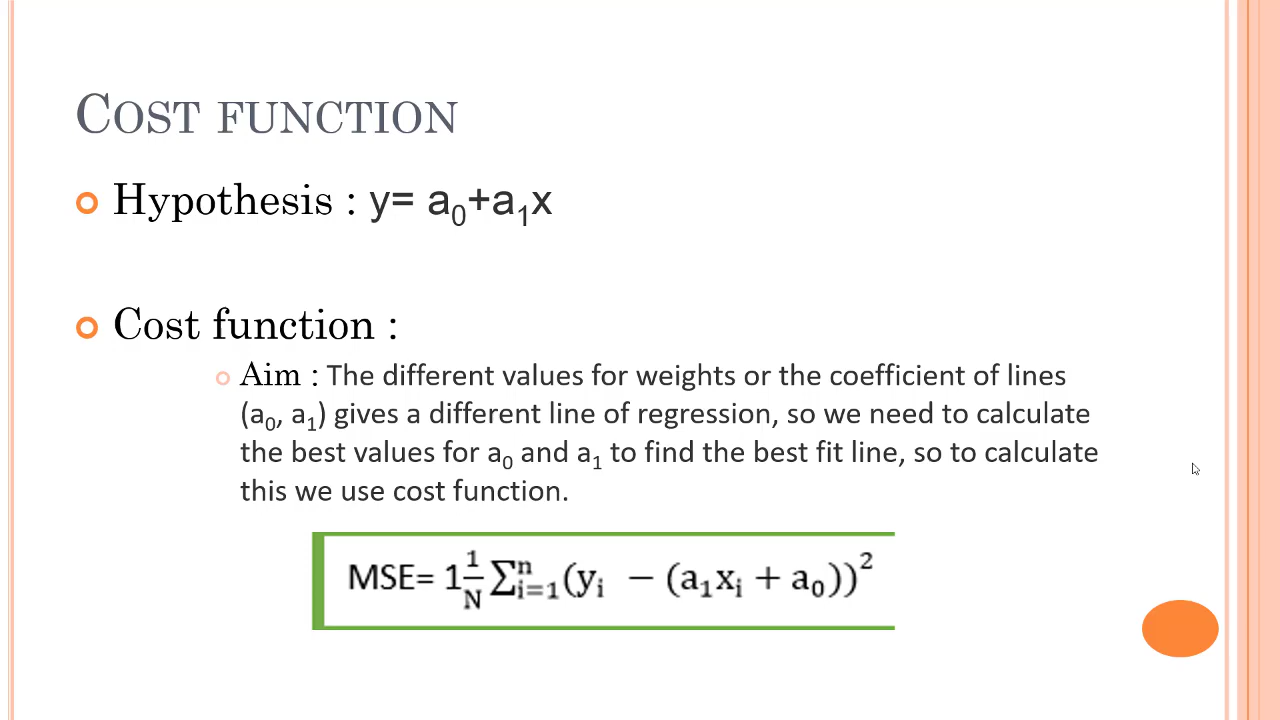 COST FUNCTION
Hypothesis : y= a₀+a₁x
Cost function :
Aim : The different values for weights or the coefficient of lines
(a₀, a₁) gives a different line of regression, so we need to calculate
the best values for a₀ and a₁ to find the best fit line, so to calculate
this we use cost function.
MSE= 1 1/N ∑ⁿᵢ₌₁(yᵢ − (a₁xᵢ + a₀))²